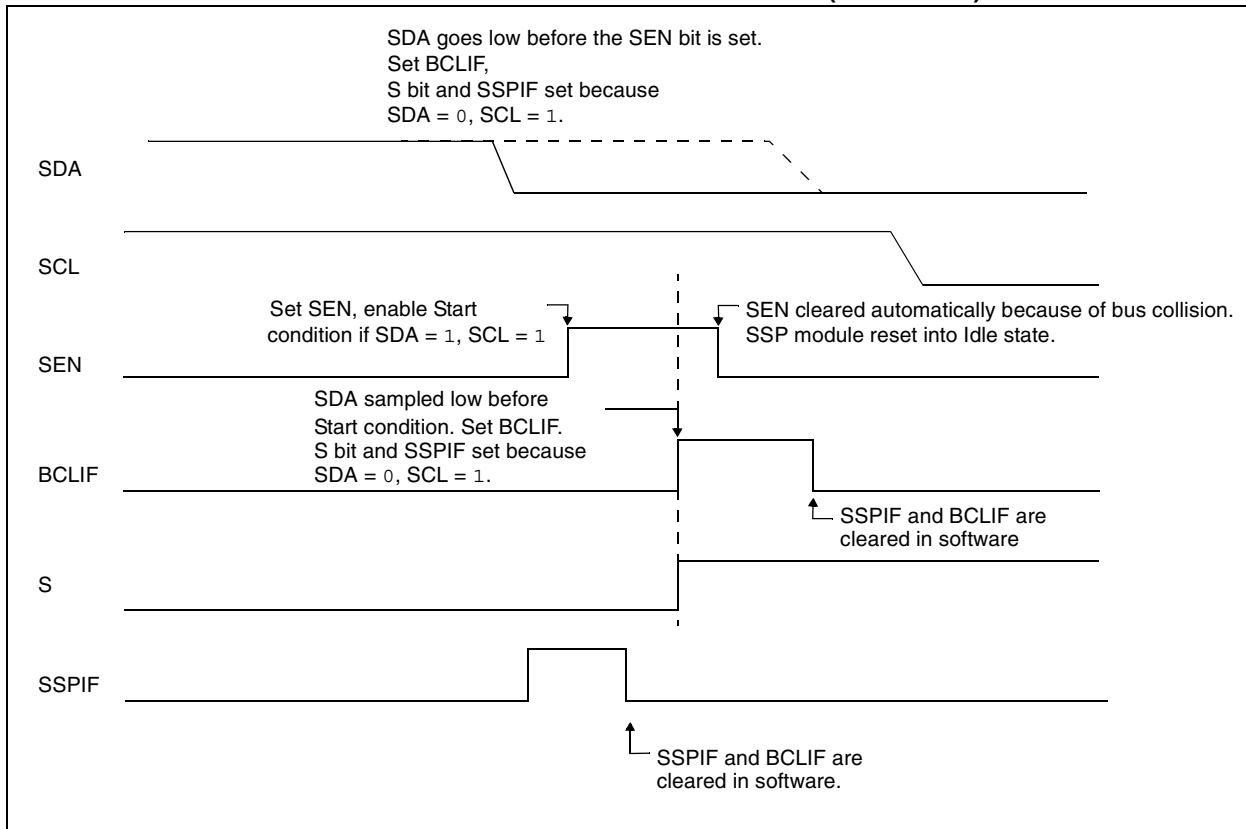 SDA goes low before the SEN bit is set.
Set BCLIF,
S bit and SSPIF set because
SDA = 0, SCL = 1.
SDA
SCL
Set SEN, enable Start
condition if SDA = 1, SCL = 1
SEN cleared automatically because of bus collision.
SSP module reset into Idle state.
SEN
SDA sampled low before
Start condition. Set BCLIF.
S bit and SSPIF set because
SDA = 0, SCL = 1.
BCLIF
SSPIF and BCLIF are
cleared in software
S
SSPIF
SSPIF and BCLIF are
cleared in software.